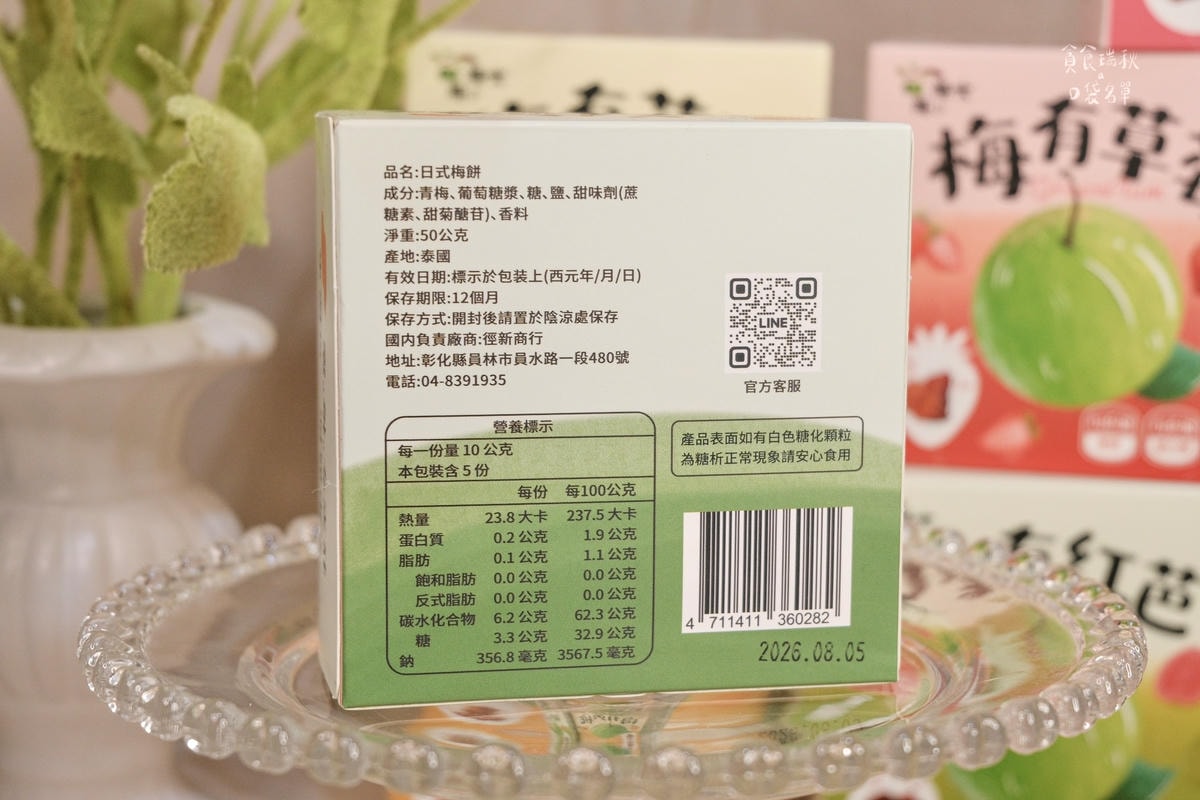 貪食瑞秋
a
口袋名單
梅有草
有紅芭
品名:日式梅餅
成分:青梅、葡萄糖漿、糖、鹽、甜味劑(蔗
糖素、甜菊醣苷)、香料
淨重:50公克
產地:泰國
有效日期:標示於包裝上(西元年/月/日)
保存期限:12個月
保存方式:開封後請置於陰涼處保存
國內負責廠商:徑新商行
地址:彰化縣員林市員水路一段480號
電話:04-8391935
LINE
官方客服
營養標示
每一份量 10 公克
本包裝含 5 份
每份 每100公克
熱量 23.8 大卡 237.5 大卡
蛋白質 0.2 公克 1.9 公克
脂肪 0.1 公克 1.1 公克
飽和脂肪 0.0 公克 0.0 公克
反式脂肪 0.0 公克 0.0 公克
碳水化合物 6.2 公克 62.3 公克
糖 3.3 公克 32.9 公克
鈉 356.8 毫克 3567.5 毫克
產品表面如有白色糖化顆粒
為糖析正常現象請安心食用
4 711411 360282
2026.08.05